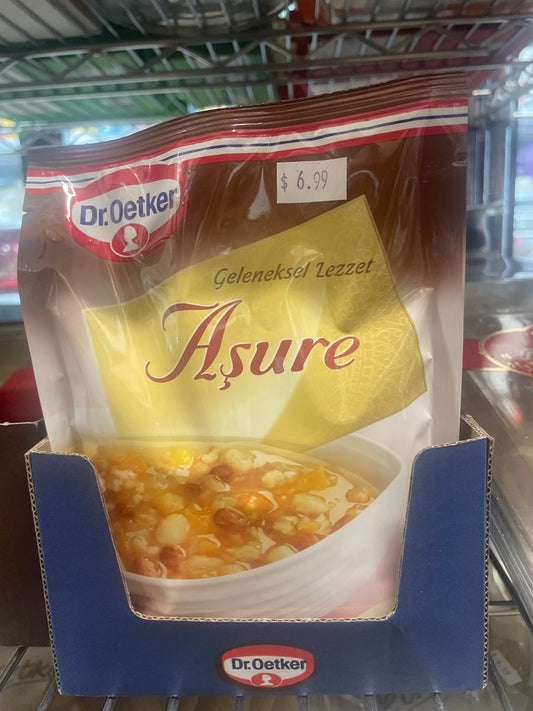 $ 6.99
Dr.Oetker
Geleneksel Lezzet
Aşure
Dr.Oetker